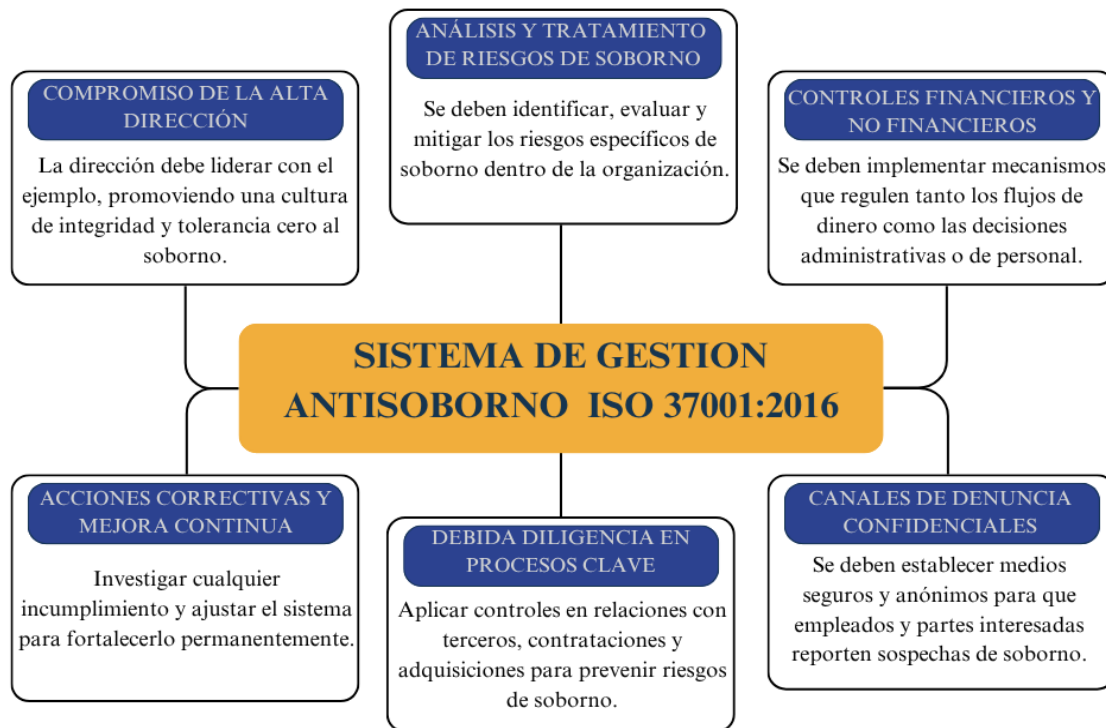 COMPROMISO DE LA ALTA
DIRECCIÓN
La dirección debe liderar con el
ejemplo, promoviendo una cultura
de integridad y tolerancia cero al
soborno.
ANÁLISIS Y TRATAMIENTO
DE RIESGOS DE SOBORNO
Se deben identificar, evaluar y
mitigar los riesgos específicos de
soborno dentro de la organización.
CONTROLES FINANCIEROS Y
NO FINANCIEROS
Se deben implementar mecanismos
que regulen tanto los flujos de
dinero como las decisiones
administrativas o de personal.
SISTEMA DE GESTION
ANTISOBORNO ISO 37001:2016
ACCIONES CORRECTIVAS Y
MEJORA CONTINUA
Investigar cualquier
incumplimiento y ajustar el sistema
para fortalecerlo permanentemente.
DEBIDA DILIGENCIA EN
PROCESOS CLAVE
Aplicar controles en relaciones con
terceros, contrataciones y
adquisiciones para prevenir riesgos
de soborno.
CANALES DE DENUNCIA
CONFIDENCIALES
Se deben establecer medios
seguros y anónimos para que
empleados y partes interesadas
reporten sospechas de soborno.